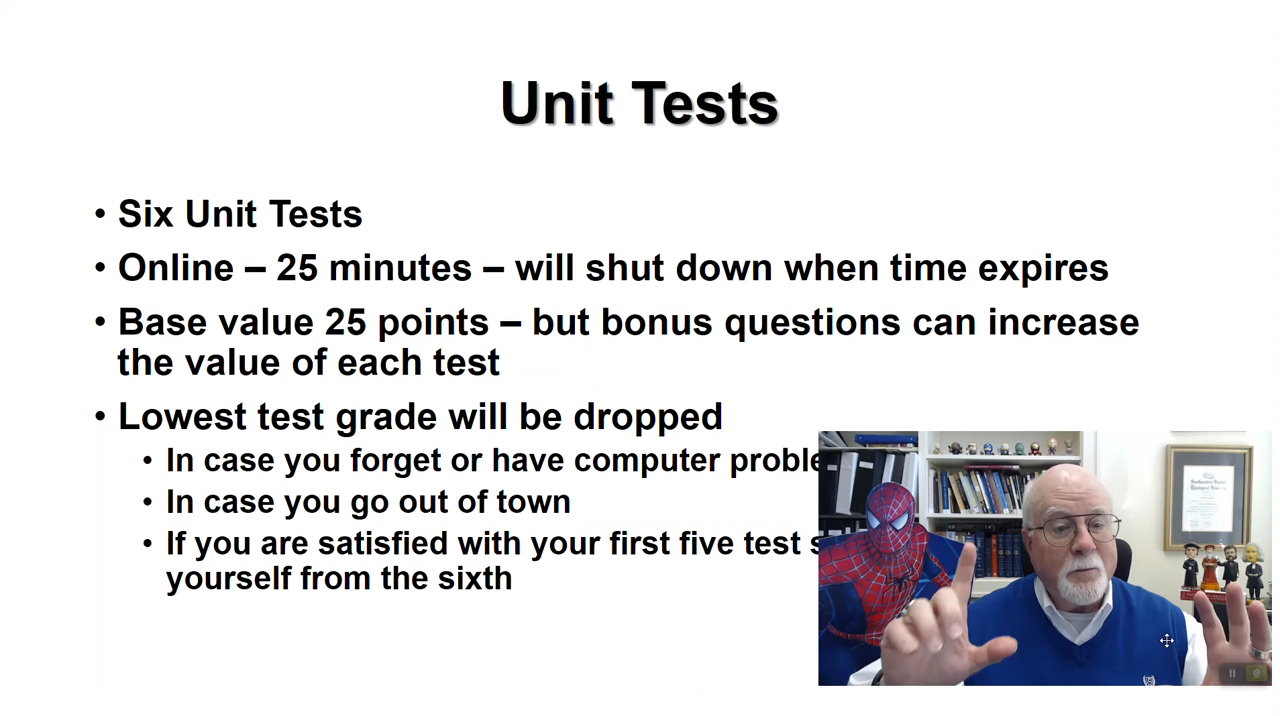 Unit Tests
• Six Unit Tests
• Online – 25 minutes – will shut down when time expires
• Base value 25 points – but bonus questions can increase
the value of each test
• Lowest test grade will be dropped
• In case you forget or have computer
• In case you go out of town
• If you are satisfied with your first five test
yourself from the sixth